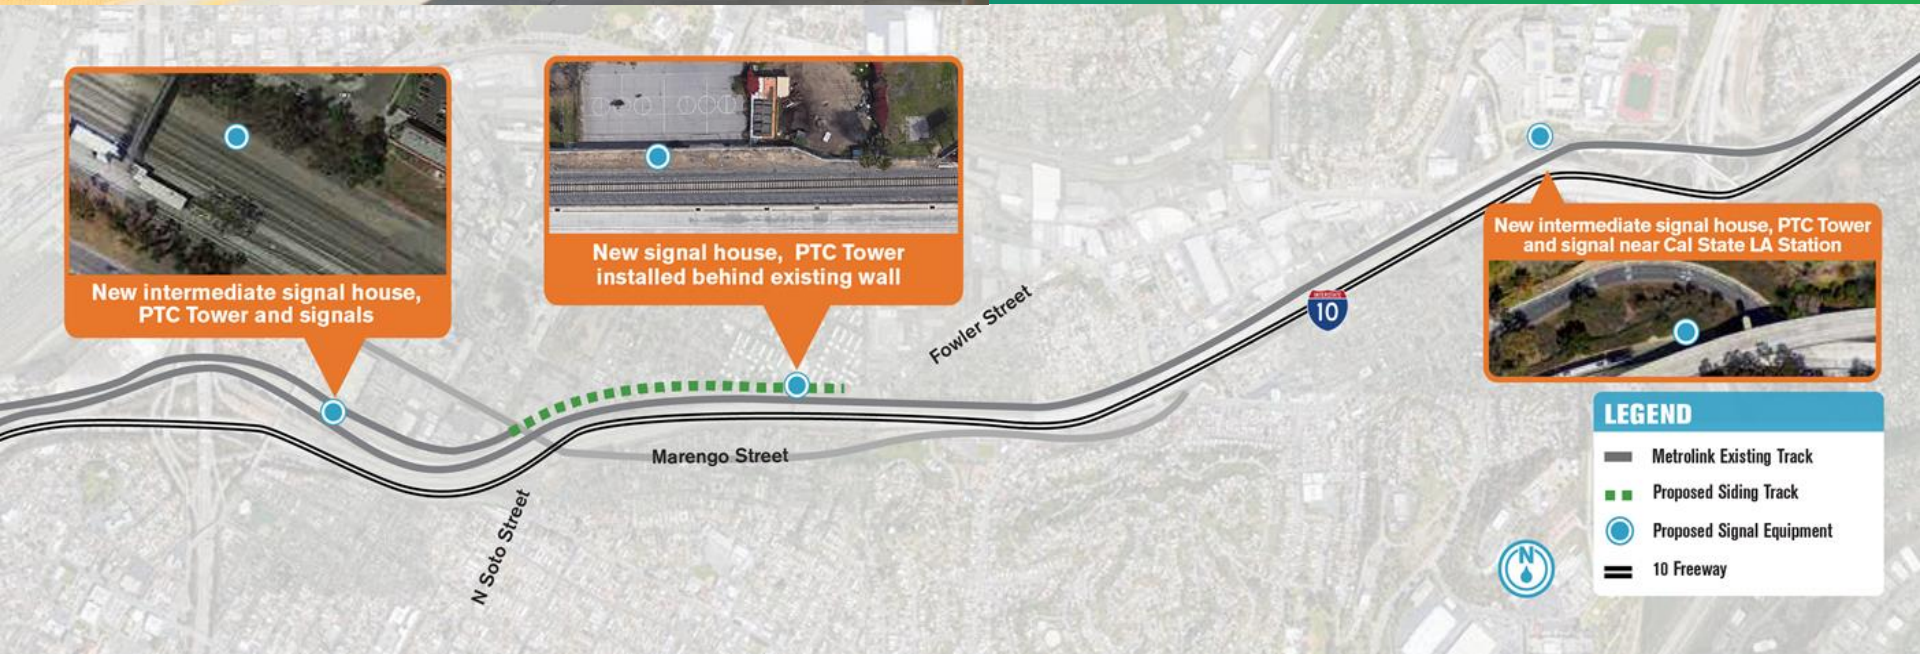 New intermediate signal house,
PTC Tower and signals
New signal house, PTC Tower
installed behind existing wall
Fowler Street
INTERSTATE
10
New intermediate signal house, PTC Tower
and signal near Cal State LA Station
Marengo Street
N Soto Street
LEGEND
Metrolink Existing Track
Proposed Siding Track
Proposed Signal Equipment
10 Freeway
N